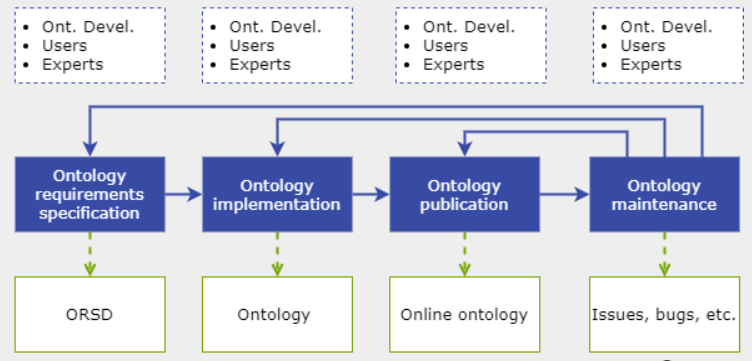 • Ont. Devel.
• Users
• Experts
• Ont. Devel.
• Users
• Experts
• Ont. Devel.
• Users
• Experts
• Ont. Devel.
• Users
• Experts
Ontology
requirements
specification
Ontology
implementation
Ontology
publication
Ontology
maintenance
ORSD
Ontology
Online ontology
Issues, bugs, etc.